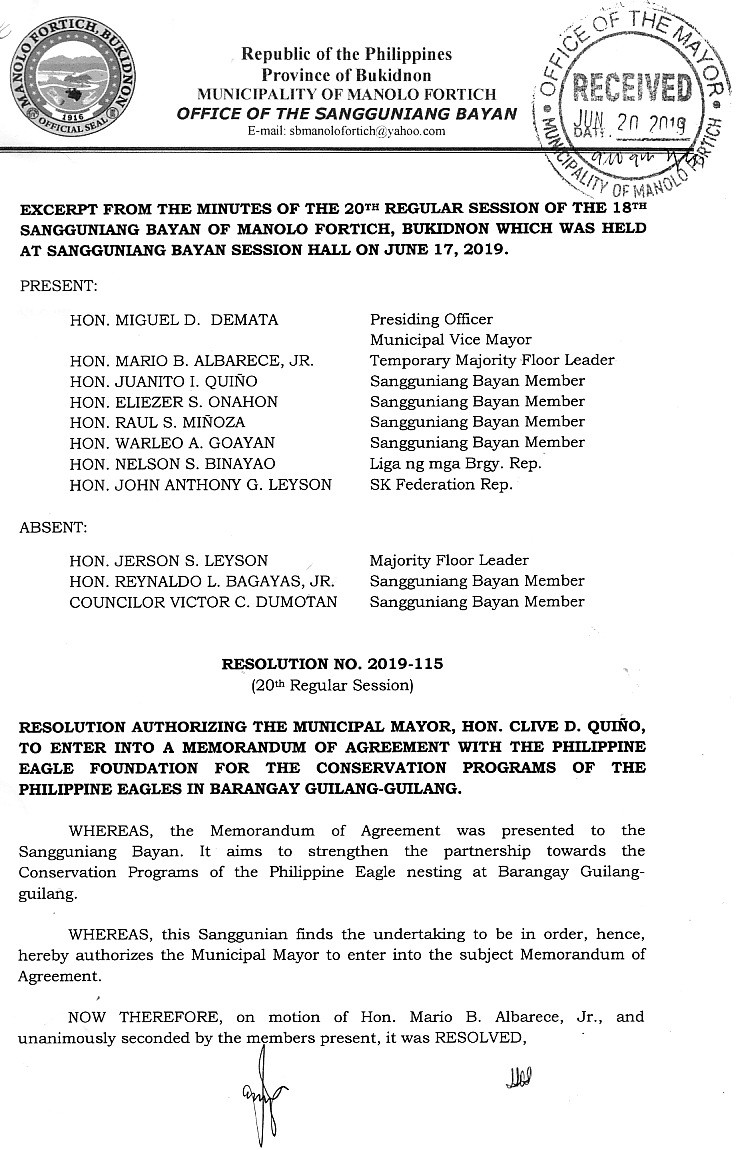 MANOLO FORTICH, BUKIDNON
1916
OFFICIAL SEAL
Republic of the Philippines
Province of Bukidnon
MUNICIPALITY OF MANOLO FORTICH
OFFICE OF THE SANGGUNIANG BAYAN
E-mail: sbmanolofortich@yahoo.com
OFFICE OF THE MAYOR
RECEIVED
DATE. JUN 20 2019
MUNICIPALITY OF MANOLO FORTICH
EXCERPT FROM THE MINUTES OF THE 20TH REGULAR SESSION OF THE 18TH
SANGGUNIANG BAYAN OF MANOLO FORTICH, BUKIDNON WHICH WAS HELD
AT SANGGUNIANG BAYAN SESSION HALL ON JUNE 17, 2019.
PRESENT:
HON. MIGUEL D. DEMATA Presiding Officer
Municipal Vice Mayor
HON. MARIO B. ALBARECE, JR. Temporary Majority Floor Leader
HON. JUANITO I. QUIÑO Sangguniang Bayan Member
HON. ELIEZER S. ONAHON Sangguniang Bayan Member
HON. RAUL S. MIÑOZA Sangguniang Bayan Member
HON. WARLEO A. GOAYAN Sangguniang Bayan Member
HON. NELSON S. BINAYAO Liga ng mga Brgy. Rep.
HON. JOHN ANTHONY G. LEYSON SK Federation Rep.
ABSENT:
HON. JERSON S. LEYSON Majority Floor Leader
HON. REYNALDO L. BAGAYAS, JR. Sangguniang Bayan Member
COUNCILOR VICTOR C. DUMOTAN Sangguniang Bayan Member
RESOLUTION NO. 2019-115
(20th Regular Session)
RESOLUTION AUTHORIZING THE MUNICIPAL MAYOR, HON. CLIVE D. QUIÑO,
TO ENTER INTO A MEMORANDUM OF AGREEMENT WITH THE PHILIPPINE
EAGLE FOUNDATION FOR THE CONSERVATION PROGRAMS OF THE
PHILIPPINE EAGLES IN BARANGAY GUILANG-GUILANG.
WHEREAS, the Memorandum of Agreement was presented to the
Sangguniang Bayan. It aims to strengthen the partnership towards the
Conservation Programs of the Philippine Eagle nesting at Barangay Guilang-
guilang.
WHEREAS, this Sanggunian finds the undertaking to be in order, hence,
hereby authorizes the Municipal Mayor to enter into the subject Memorandum of
Agreement.
NOW THEREFORE, on motion of Hon. Mario B. Albarece, Jr., and
unanimously seconded by the members present, it was RESOLVED,